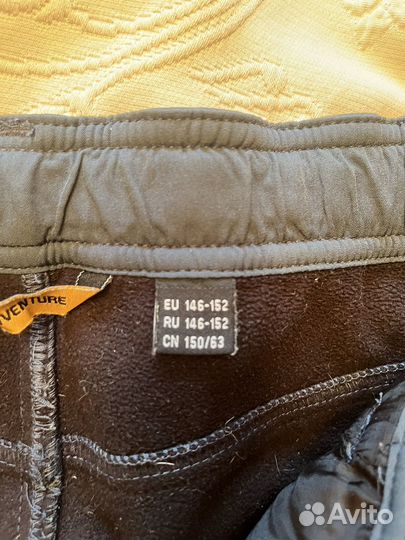 VENTURE
EU 146-152
RU 146-152
CN 150/63
Avito